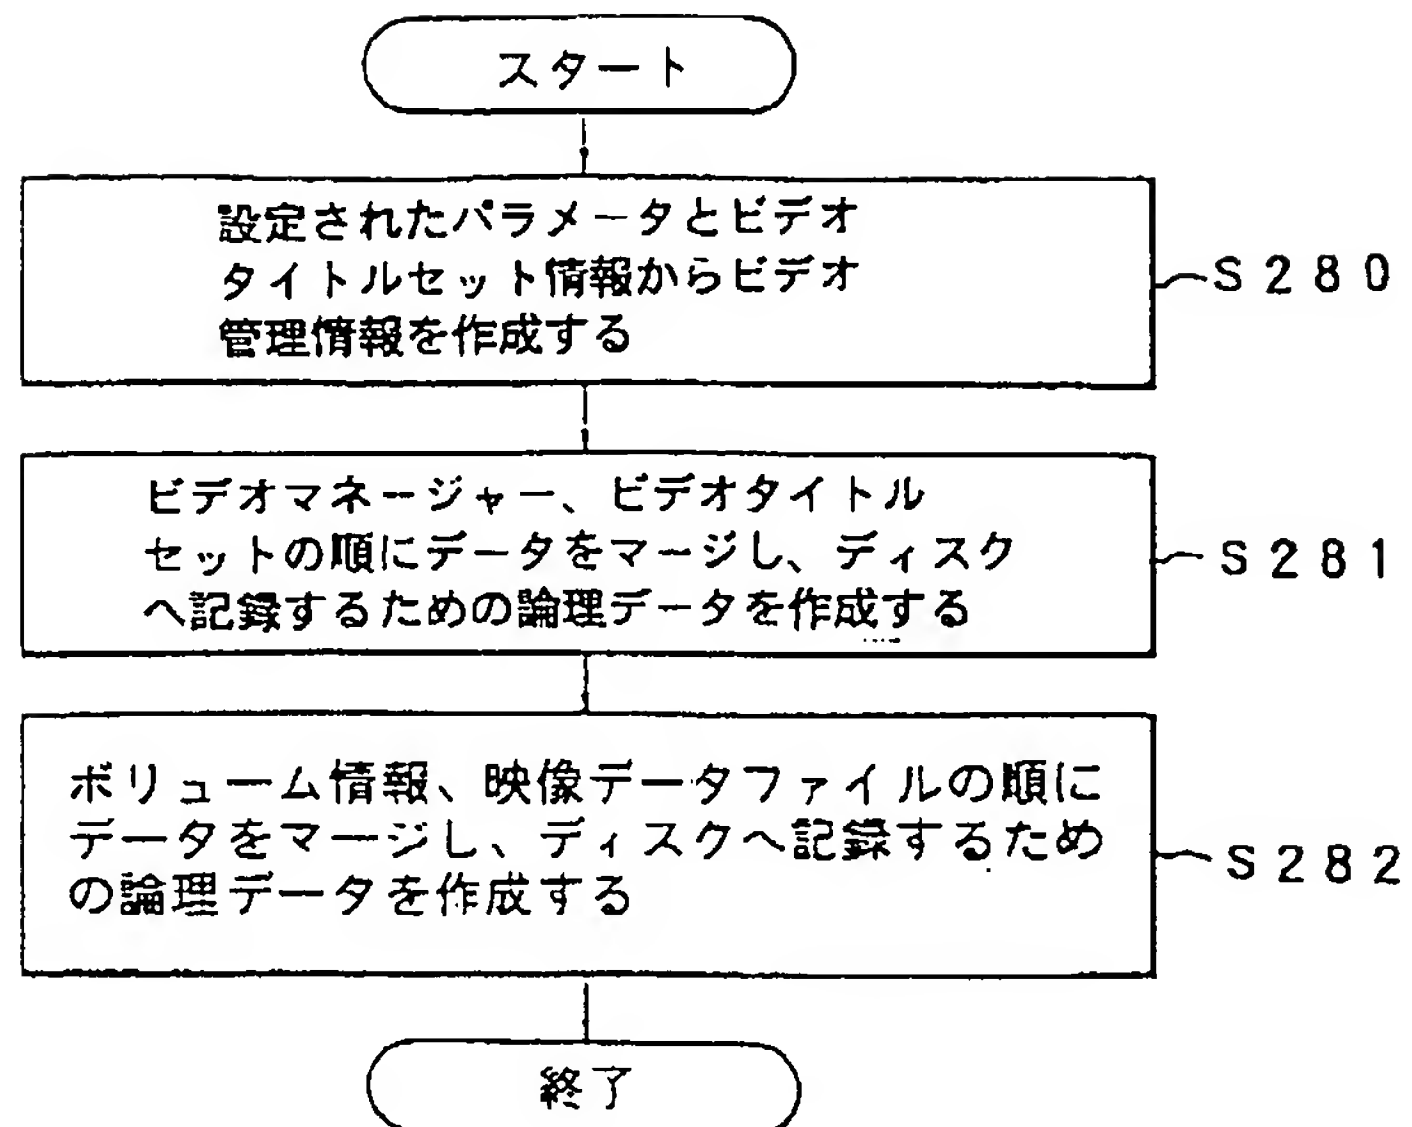 スタート
設定されたパラメータとビデオ
タイトルセット情報からビデオ
管理情報を作成する
S280
ビデオマネージャー、ビデオタイトル
セットの順にデータをマージし、ディスク
へ記録するための論理データを作成する
S281
ボリューム情報、映像データファイルの順に
データをマージし、ディスクへ記録するため
の論理データを作成する
S282
終了